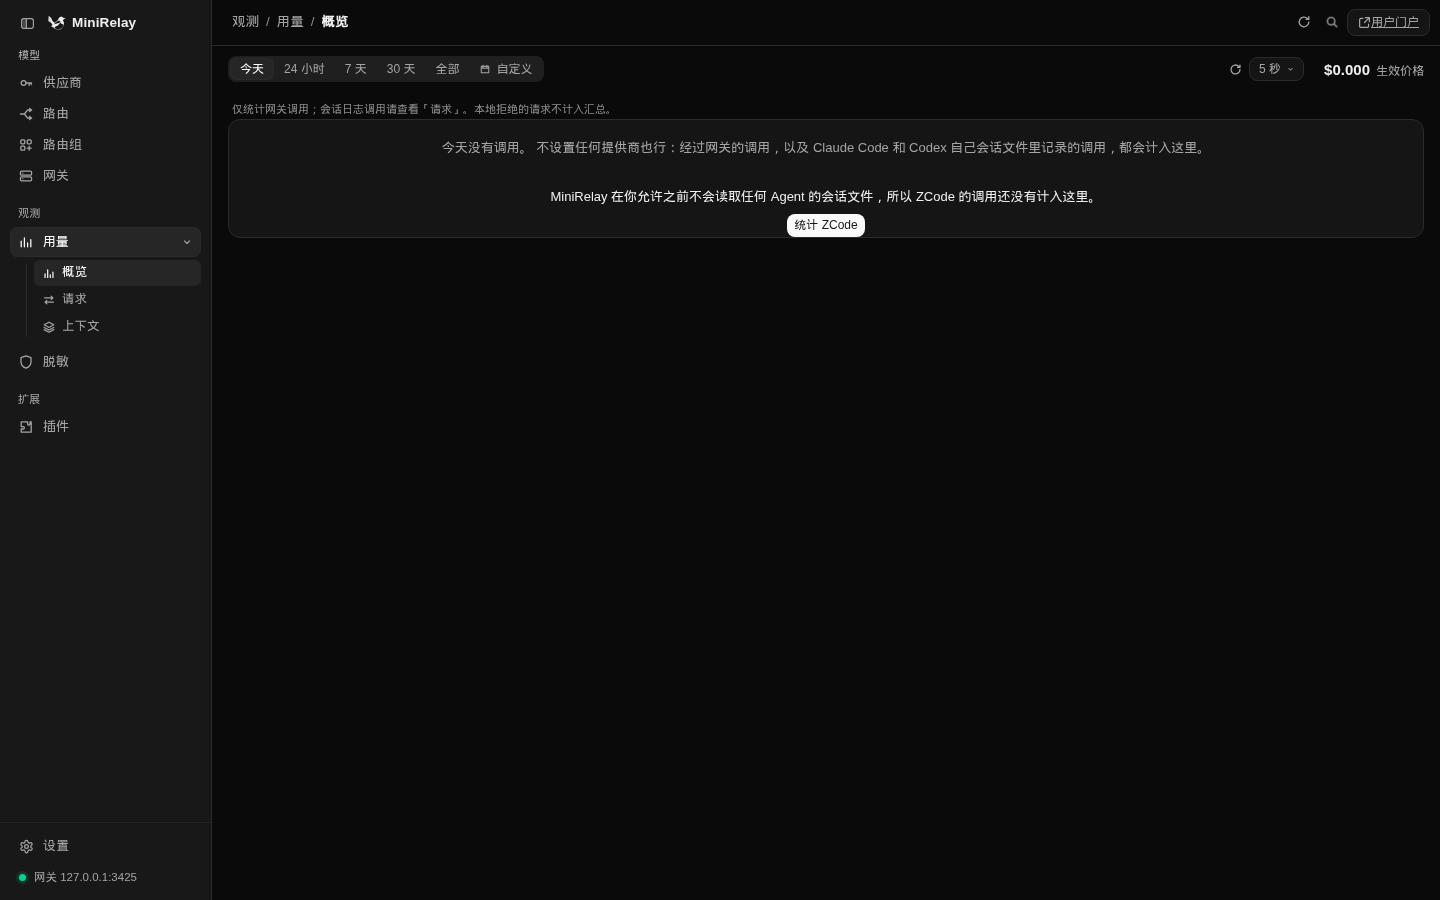 MiniRelay
模型
供应商
路由
路由组
网关
观测
用量
概览
请求
上下文
脱敏
扩展
插件
设置
网关 127.0.0.1:3425
观测 / 用量 / 概览
用户门户
今天 24 小时 7 天 30 天 全部 自定义
5 秒
$0.000 生效价格
仅统计网关调用；会话日志调用请查看「请求」。本地拒绝的请求不计入汇总。
今天没有调用。 不设置任何提供商也行：经过网关的调用，以及 Claude Code 和 Codex 自己会话文件里记录的调用，都会计入这里。
MiniRelay 在你允许之前不会读取任何 Agent 的会话文件，所以 ZCode 的调用还没有计入这里。
统计 ZCode